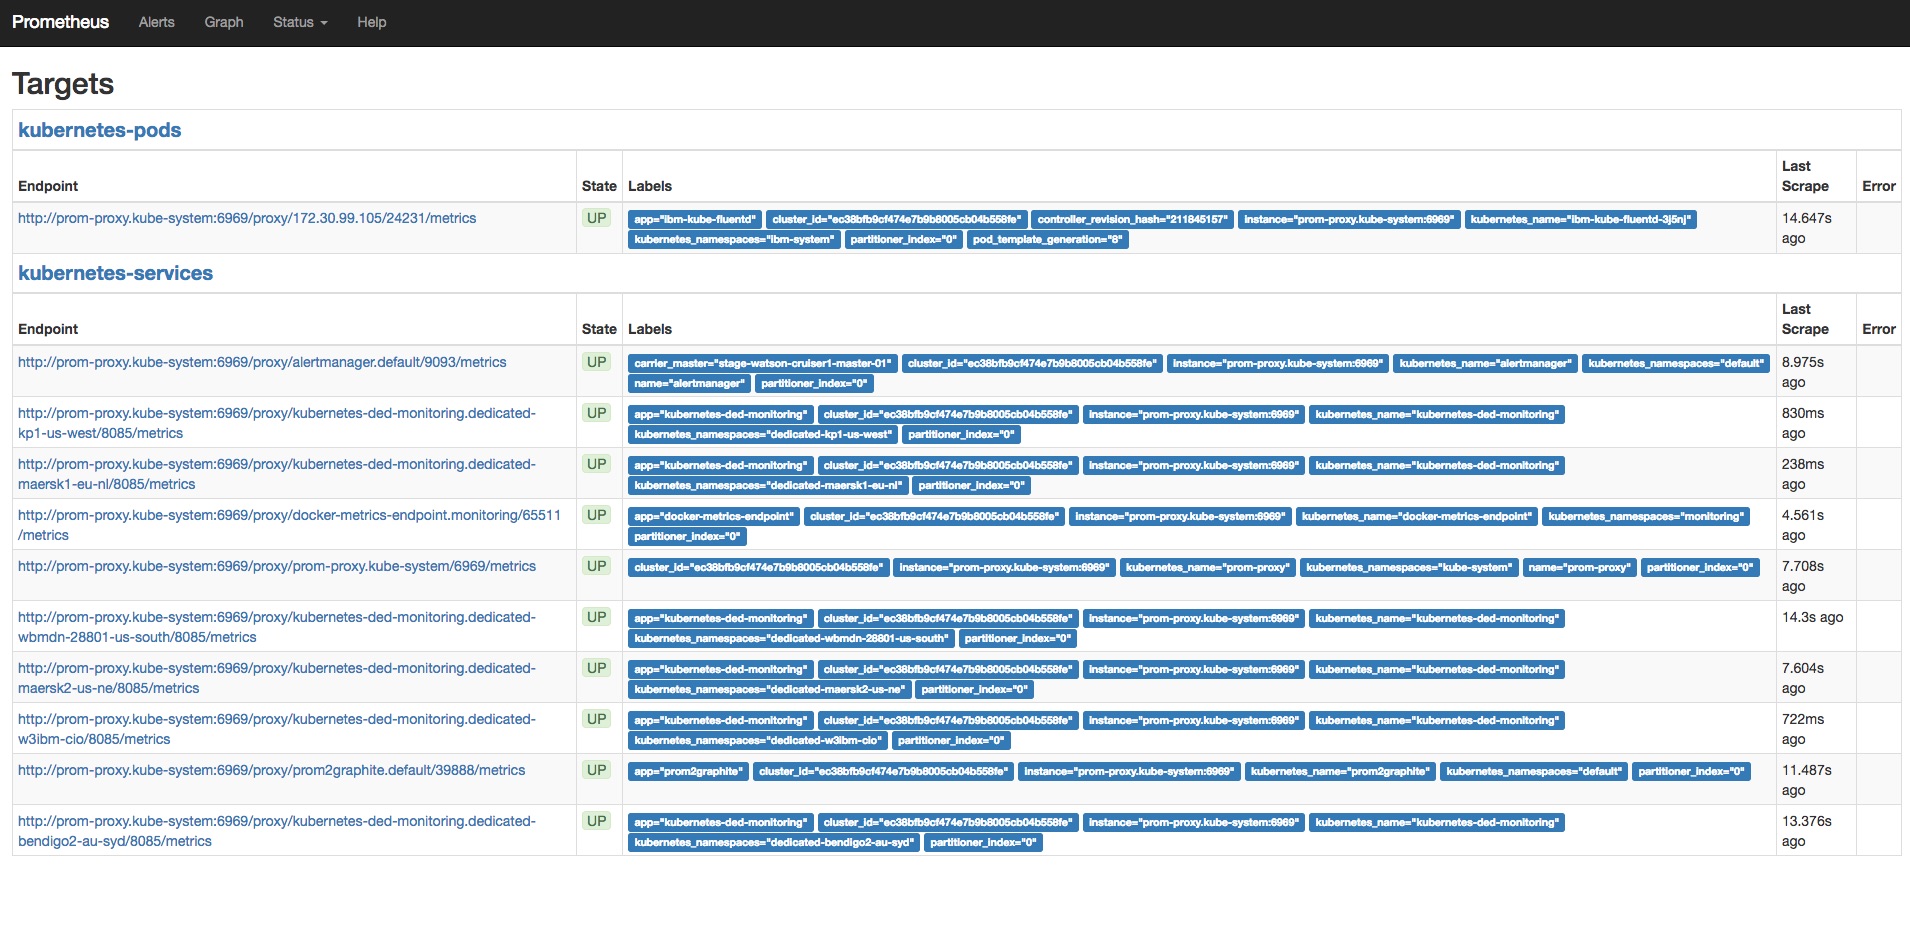 Prometheus Alerts Graph Status Help
Targets
kubernetes-pods
Endpoint State Labels Last Scrape Error
http://prom-proxy.kube-system:6969/proxy/172.30.99.105/24231/metrics UP app="ibm-kube-fluentd" cluster_id="ec38bfb9cf474e7b9b8005cb04b558fe" controller_revision_hash="211845157" instance="prom-proxy.kube-system:6969" kubernetes_name="ibm-kube-fluentd-3j5nj" 14.647s
kubernetes_namespaces="ibm-system" partitioner_index="0" pod_template_generation="8" ago
kubernetes-services
Endpoint State Labels Last Scrape Error
http://prom-proxy.kube-system:6969/proxy/alertmanager.default/9093/metrics UP carrier_master="stage-watson-cruiser1-master-01" cluster_id="ec38bfb9cf474e7b9b8005cb04b558fe" instance="prom-proxy.kube-system:6969" kubernetes_name="alertmanager" kubernetes_namespaces="default" 8.975s
name="alertmanager" partitioner_index="0" ago
http://prom-proxy.kube-system:6969/proxy/kubernetes-ded-monitoring.dedicated- UP app="kubernetes-ded-monitoring" cluster_id="ec38bfb9cf474e7b9b8005cb04b558fe" instance="prom-proxy.kube-system:6969" kubernetes_name="kubernetes-ded-monitoring" 830ms
kp1-us-west/8085/metrics kubernetes_namespaces="dedicated-kp1-us-west" partitioner_index="0" ago
http://prom-proxy.kube-system:6969/proxy/kubernetes-ded-monitoring.dedicated- UP app="kubernetes-ded-monitoring" cluster_id="ec38bfb9cf474e7b9b8005cb04b558fe" instance="prom-proxy.kube-system:6969" kubernetes_name="kubernetes-ded-monitoring" 238ms
maersk1-eu-nl/8085/metrics kubernetes_namespaces="dedicated-maersk1-eu-nl" partitioner_index="0" ago
http://prom-proxy.kube-system:6969/proxy/docker-metrics-endpoint.monitoring/65511 UP app="docker-metrics-endpoint" cluster_id="ec38bfb9cf474e7b9b8005cb04b558fe" instance="prom-proxy.kube-system:6969" kubernetes_name="docker-metrics-endpoint" kubernetes_namespaces="monitoring" 4.561s
/metrics partitioner_index="0" ago
http://prom-proxy.kube-system:6969/proxy/prom-proxy.kube-system/6969/metrics UP cluster_id="ec38bfb9cf474e7b9b8005cb04b558fe" instance="prom-proxy.kube-system:6969" kubernetes_name="prom-proxy" kubernetes_namespaces="kube-system" name="prom-proxy" partitioner_index="0" 7.708s
ago
http://prom-proxy.kube-system:6969/proxy/kubernetes-ded-monitoring.dedicated- UP app="kubernetes-ded-monitoring" cluster_id="ec38bfb9cf474e7b9b8005cb04b558fe" instance="prom-proxy.kube-system:6969" kubernetes_name="kubernetes-ded-monitoring" 14.3s ago
wbmdn-28801-us-south/8085/metrics kubernetes_namespaces="dedicated-wbmdn-28801-us-south" partitioner_index="0"
http://prom-proxy.kube-system:6969/proxy/kubernetes-ded-monitoring.dedicated- UP app="kubernetes-ded-monitoring" cluster_id="ec38bfb9cf474e7b9b8005cb04b558fe" instance="prom-proxy.kube-system:6969" kubernetes_name="kubernetes-ded-monitoring" 7.604s
maersk2-us-ne/8085/metrics kubernetes_namespaces="dedicated-maersk2-us-ne" partitioner_index="0" ago
http://prom-proxy.kube-system:6969/proxy/kubernetes-ded-monitoring.dedicated- UP app="kubernetes-ded-monitoring" cluster_id="ec38bfb9cf474e7b9b8005cb04b558fe" instance="prom-proxy.kube-system:6969" kubernetes_name="kubernetes-ded-monitoring" 722ms
w3ibm-cio/8085/metrics kubernetes_namespaces="dedicated-w3ibm-cio" partitioner_index="0" ago
http://prom-proxy.kube-system:6969/proxy/prom2graphite.default/39888/metrics UP app="prom2graphite" cluster_id="ec38bfb9cf474e7b9b8005cb04b558fe" instance="prom-proxy.kube-system:6969" kubernetes_name="prom2graphite" kubernetes_namespaces="default" partitioner_index="0" 11.487s
ago
http://prom-proxy.kube-system:6969/proxy/kubernetes-ded-monitoring.dedicated- UP app="kubernetes-ded-monitoring" cluster_id="ec38bfb9cf474e7b9b8005cb04b558fe" instance="prom-proxy.kube-system:6969" kubernetes_name="kubernetes-ded-monitoring" 13.376s
bendigo2-au-syd/8085/metrics kubernetes_namespaces="dedicated-bendigo2-au-syd" partitioner_index="0" ago